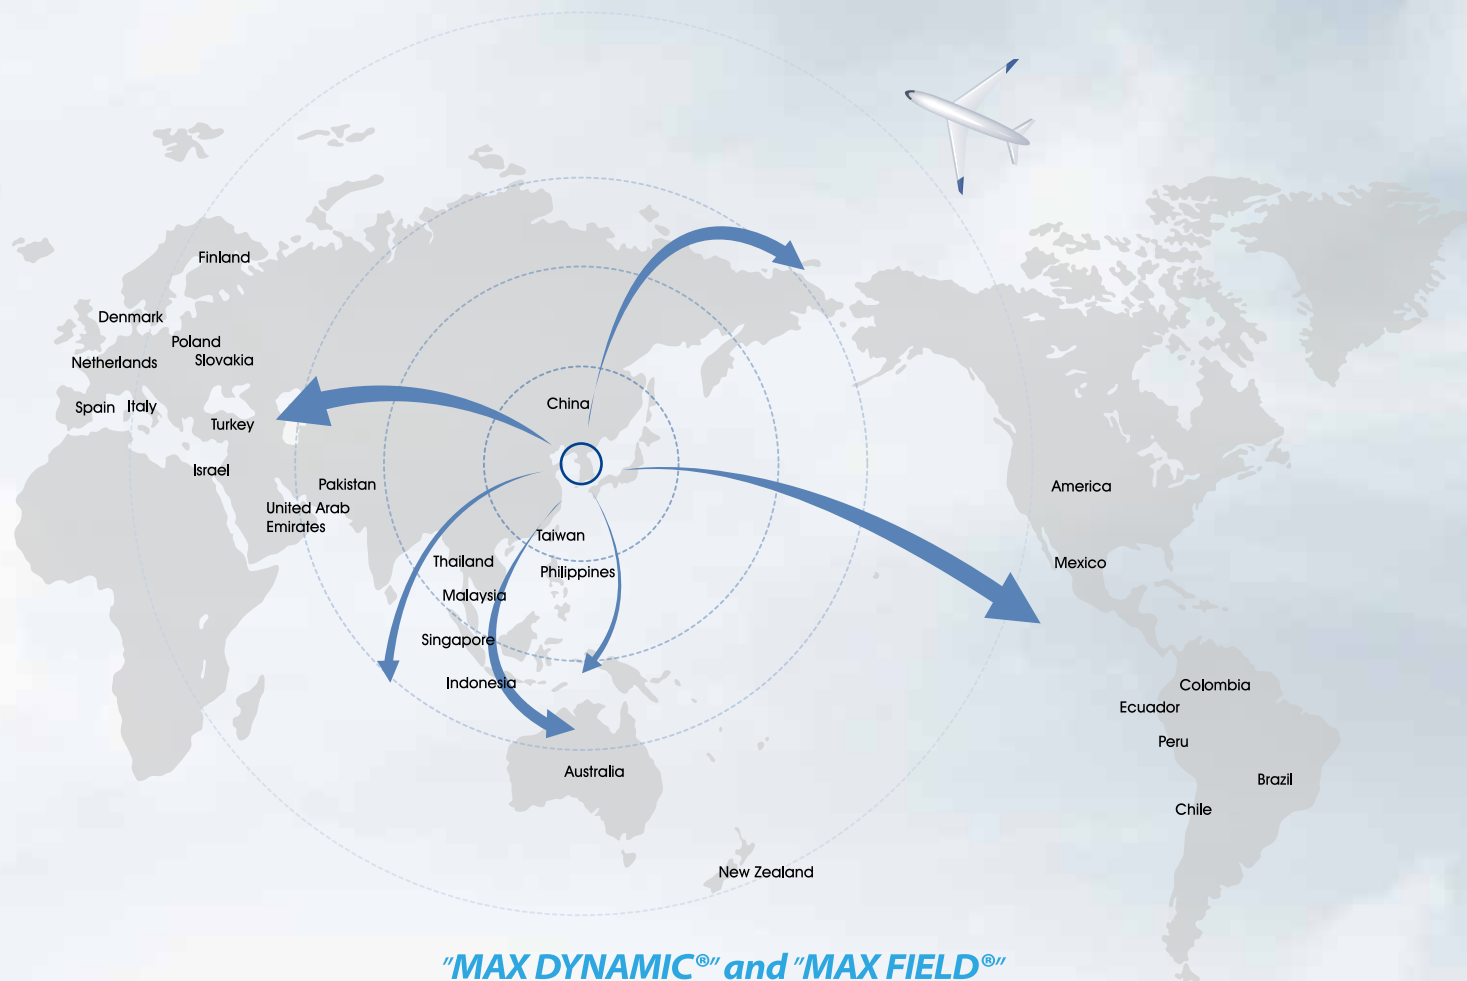 Finland
Denmark
Poland
Slovakia
Netherlands
Spain
Italy
Turkey
China
Israel
Pakistan
United Arab
Emirates
America
Taiwan
Thailand
Philippines
Mexico
Malaysia
Singapore
Indonesia
Colombia
Ecuador
Peru
Australia
Brazil
Chile
New Zealand
"MAX DYNAMIC®" and "MAX FIELD®"